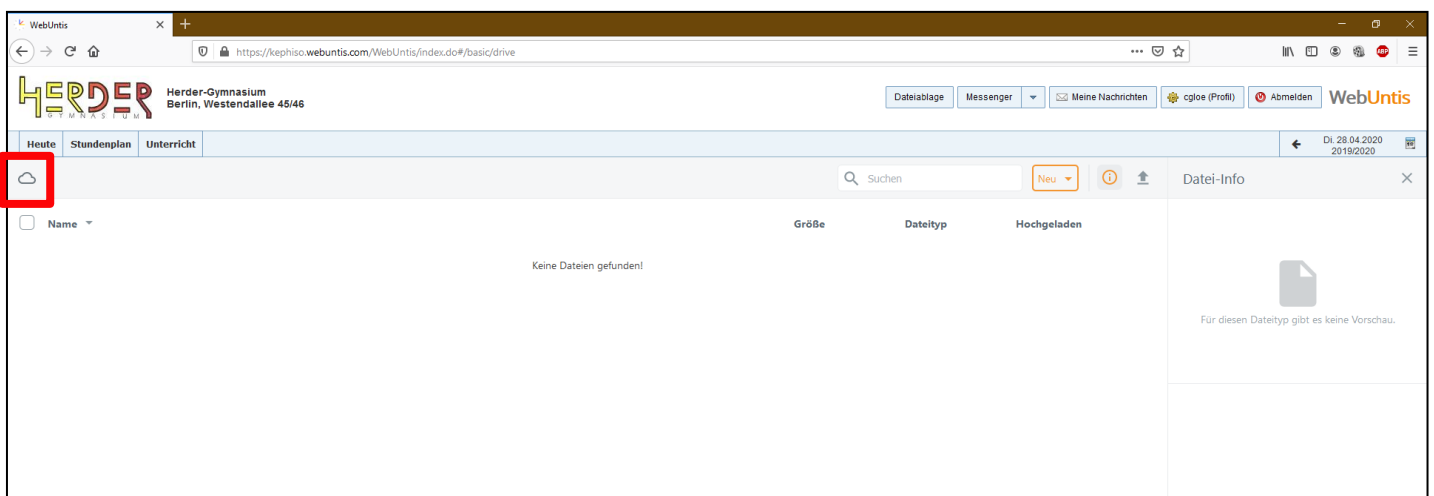 WebUntis
https://kephiso.webuntis.com/WebUntis/index.do#/basic/drive
ABP
HERDER
GYMNASIUM
Herder-Gymnasium
Berlin, Westendallee 45/46
Dateiablage Messenger Meine Nachrichten cgloe (Profil) Abmelden WebUntis
Heute Stundenplan Unterricht
Di. 28.04.2020
2019/2020
Suchen Neu Datei-Info
Name Größe Dateityp Hochgeladen
Keine Dateien gefunden!
Für diesen Dateityp gibt es keine Vorschau.